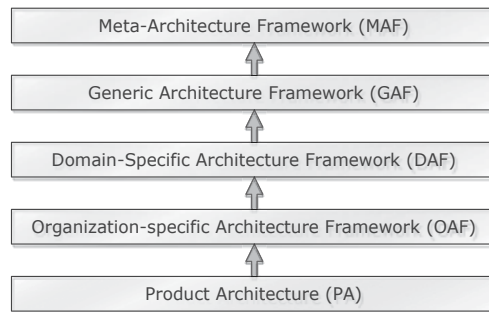 Meta-Architecture Framework (MAF)
Generic Architecture Framework (GAF)
Domain-Specific Architecture Framework (DAF)
Organization-specific Architecture Framework (OAF)
Product Architecture (PA)